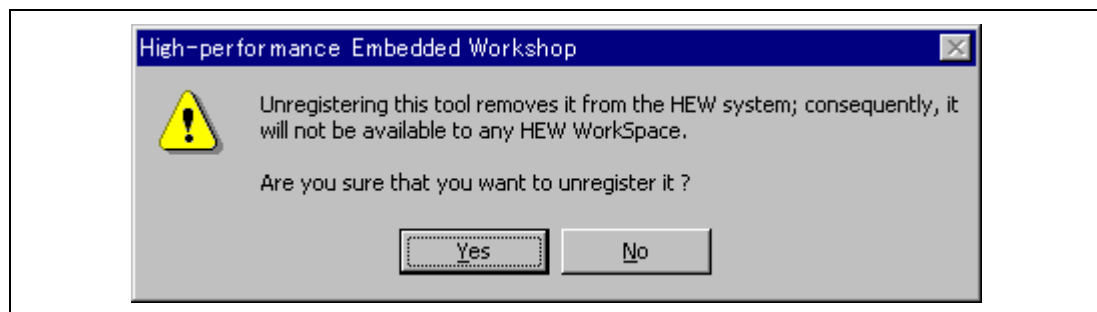 High-performance Embedded Workshop
Unregistering this tool removes it from the HEW system; consequently, it
will not be available to any HEW WorkSpace.
Are you sure that you want to unregister it ?
Yes
No